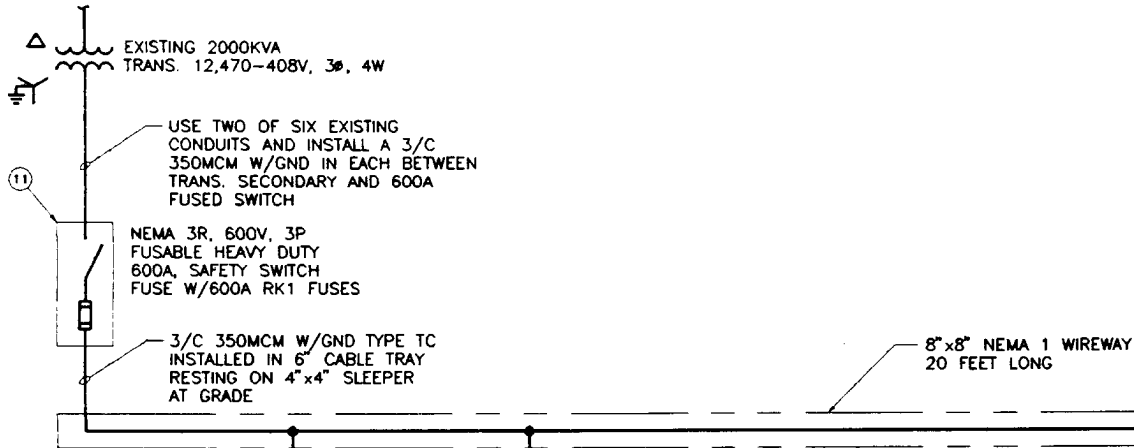 EXISTING 2000KVA
TRANS. 12,470-408V, 3ø, 4W
USE TWO OF SIX EXISTING
CONDUITS AND INSTALL A 3/C
350MCM W/GND IN EACH BETWEEN
TRANS. SECONDARY AND 600A
FUSED SWITCH
11
NEMA 3R, 600V, 3P
FUSABLE HEAVY DUTY
600A, SAFETY SWITCH
FUSE W/600A RK1 FUSES
3/C 350MCM W/GND TYPE TC
INSTALLED IN 6" CABLE TRAY
RESTING ON 4"x4" SLEEPER
AT GRADE
8"x8" NEMA 1 WIREWAY
20 FEET LONG